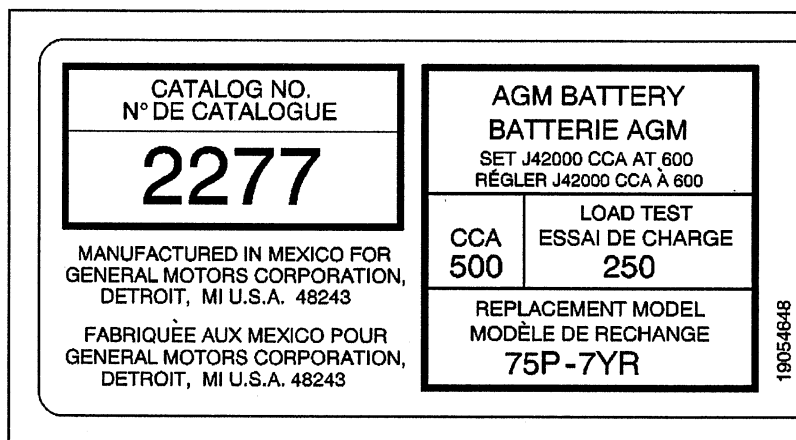 CATALOG NO.
N° DE CATALOGUE
2277
MANUFACTURED IN MEXICO FOR
GENERAL MOTORS CORPORATION,
DETROIT, MI U.S.A. 48243
FABRIQUÈE AUX MEXICO POUR
GENERAL MOTORS CORPORATION,
DETROIT, MI U.S.A. 48243
AGM BATTERY
BATTERIE AGM
SET J42000 CCA AT 600
RÉGLER J42000 CCA À 600
CCA
500
LOAD TEST
ESSAI DE CHARGE
250
REPLACEMENT MODEL
MODÈLE DE RECHANGE
75P-7YR
19054648